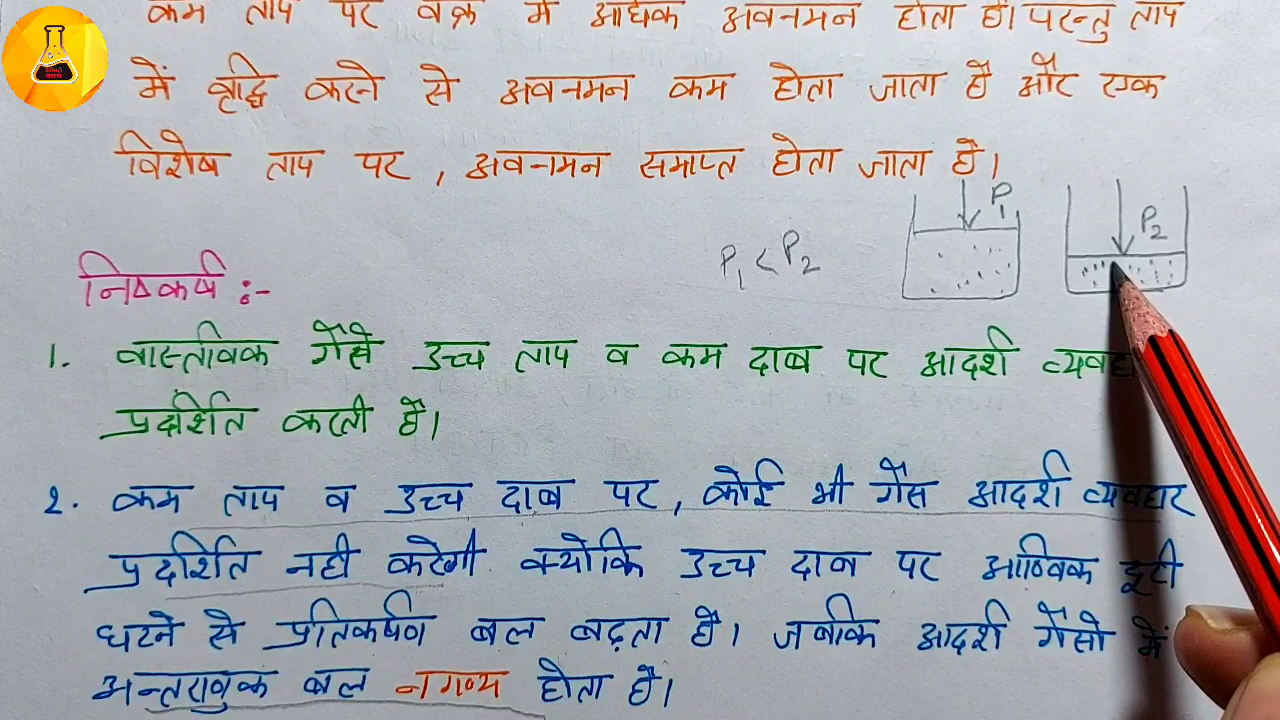 कम ताप पर वक्र में अधिक अवनमन होता है। परन्तु ताप
में वृद्धि करने से अवनमन कम होता जाता है और एक
विशेष ताप पर, अवनमन समाप्त होता जाता है।
P₁ < P₂
P₁
P₂
निष्कर्ष :-
1. वास्तविक गैसे उच्च ताप व कम दाब पर आदर्श
प्रदर्शित करती है।
2. कम ताप व उच्च दाब पर, कोई भी गैस आदर्श व्यवहार
प्रदर्शित नही करेगी क्योंकि उच्च दाब पर आण्विक दूरी
घटने से प्रतिकर्षण बल बढ़ता है। जबकि आदर्श गैसो में
अन्तराणुक बल नगण्य होता है।